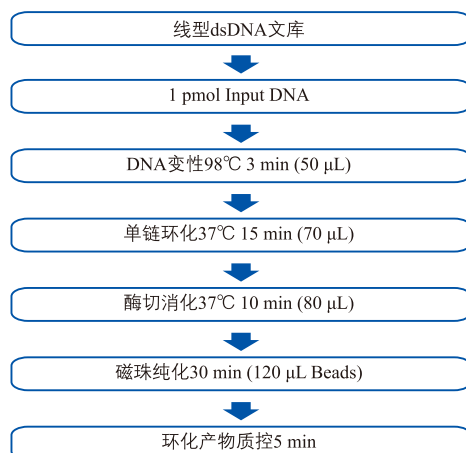 线型dsDNA文库
1 pmol Input DNA
DNA变性98℃ 3 min (50 μL)
单链环化37℃ 15 min (70 μL)
酶切消化37℃ 10 min (80 μL)
磁珠纯化30 min (120 μL Beads)
环化产物质控5 min